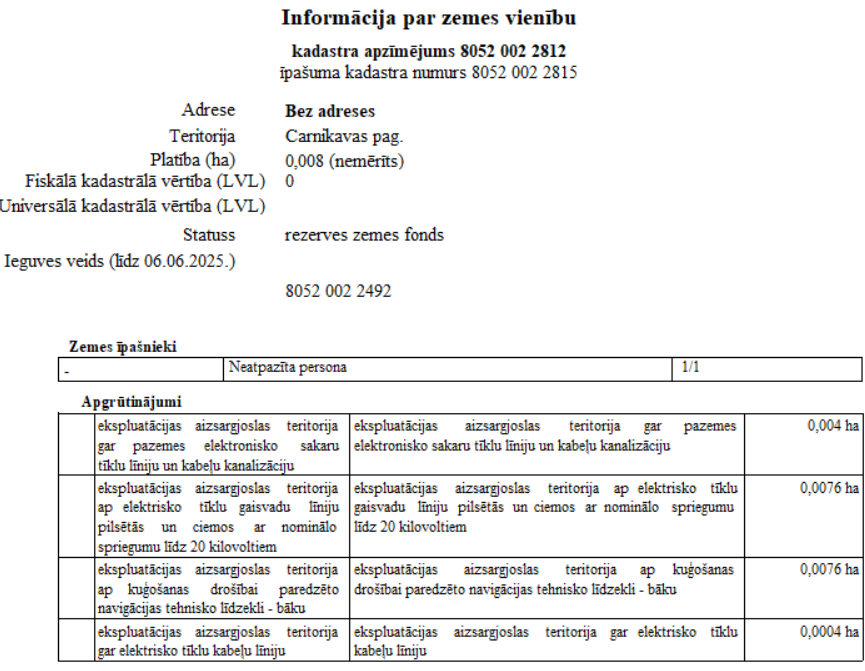 Informācija par zemes vienību
kadastra apzīmējums 8052 002 2812
īpašuma kadastra numurs 8052 002 2815
Adrese Bez adreses
Teritorija Carnikavas pag.
Platība (ha) 0,008 (nemērīts)
Fiskālā kadastrālā vērtība (LVL) 0
Universālā kadastrālā vērtība (LVL)
Statuss rezerves zemes fonds
Ieguves veids (līdz 06.06.2025.)
8052 002 2492
Zemes īpašnieki
- Neatpazīta persona 1/1
Apgrūtinājumi
ekspluatācijas aizsargjoslas teritorija
gar pazemes elektronisko sakaru
tīklu līniju un kabeļu kanalizāciju
ekspluatācijas aizsargjoslas teritorija gar pazemes
elektronisko sakaru tīklu līniju un kabeļu kanalizāciju
0,004 ha
ekspluatācijas aizsargjoslas teritorija
ap elektrisko tīklu gaisvadu līniju
pilsētās un ciemos ar nominālo
spriegumu līdz 20 kilovoltiem
ekspluatācijas aizsargjoslas teritorija ap elektrisko tīklu
gaisvadu līniju pilsētās un ciemos ar nominālo spriegumu
līdz 20 kilovoltiem
0,0076 ha
ekspluatācijas aizsargjoslas teritorija
ap kuģošanas drošībai paredzēto
navigācijas tehnisko līdzekli - bāku
ekspluatācijas aizsargjoslas teritorija ap kuģošanas
drošībai paredzēto navigācijas tehnisko līdzekli - bāku
0,0076 ha
ekspluatācijas aizsargjoslas teritorija
gar elektrisko tīklu kabeļu līniju
ekspluatācijas aizsargjoslas teritorija gar elektrisko tīklu
kabeļu līniju
0,0004 ha